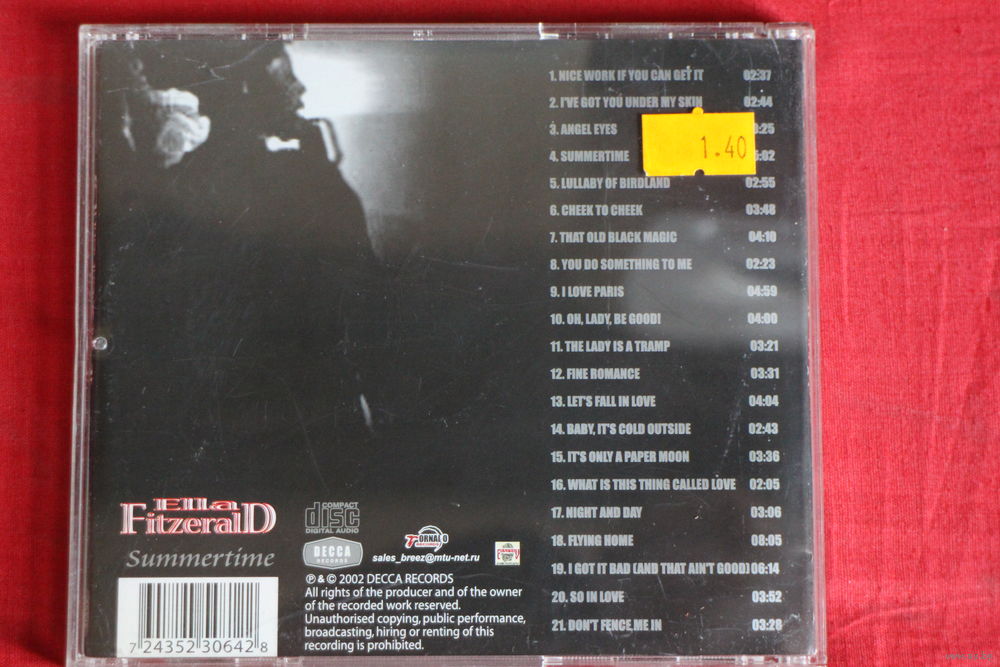 1. NICE WORK IF YOU CAN GET IT 02:37
2. I'VE GOT YOU UNDER MY SKIN 02:44
3. ANGEL EYES :25
1.40
4. SUMMERTIME :02
5. LULLABY OF BIRDLAND 02:55
6. CHEEK TO CHEEK 03:48
7. THAT OLD BLACK MAGIC 04:10
8. YOU DO SOMETHING TO ME 02:23
9. I LOVE PARIS 04:59
10. OH, LADY, BE GOOD! 04:00
11. THE LADY IS A TRAMP 03:21
12. FINE ROMANCE 03:31
13. LET'S FALL IN LOVE 04:04
14. BABY, IT'S COLD OUTSIDE 02:43
15. IT'S ONLY A PAPER MOON 03:36
16. WHAT IS THIS THING CALLED LOVE 02:05
17. NIGHT AND DAY 03:06
18. FLYING HOME 08:05
19. I GOT IT BAD (AND THAT AIN'T GOOD) 06:14
20. SO IN LOVE 03:52
21. DON'T FENCE ME IN 03:28
Ella
FitzeralD
Summertime
7 24352 30642 8
COMPACT
disc
DIGITAL AUDIO
DECCA
RECORDS
TORNADO
RECORDS
sales_breez@mtu-net.ru
℗ & © 2002 DECCA RECORDS
All rights of the producer and of the owner
of the recorded work reserved.
Unauthorised copying, public performance,
broadcasting, hiring or renting of this
recording is prohibited.